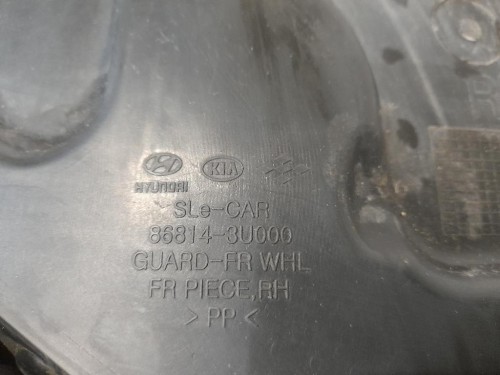 HYUNDAI KIA
SLe-CAR
86814-3U000
GUARD-FR WHL
FR PIECE,RH
>PP<
R